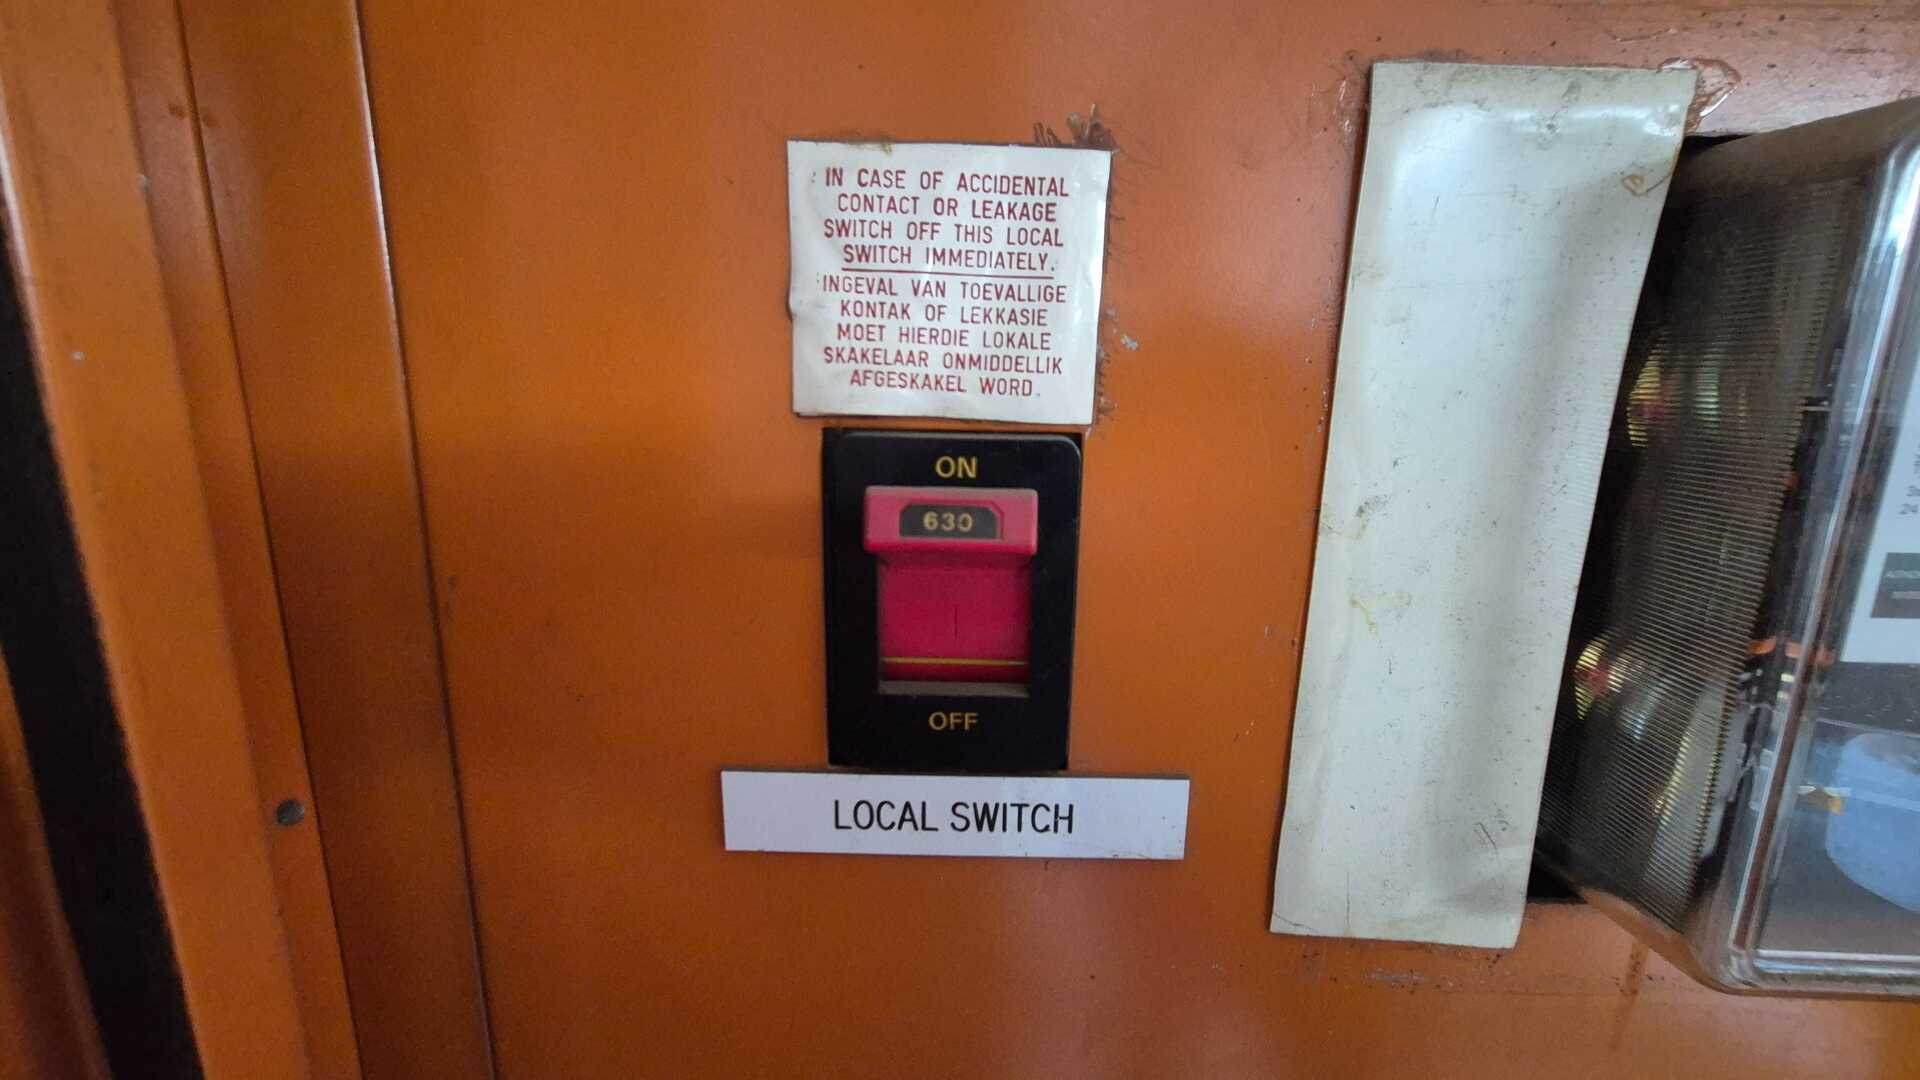 IN CASE OF ACCIDENTAL
CONTACT OR LEAKAGE
SWITCH OFF THIS LOCAL
SWITCH IMMEDIATELY.
INGEVAL VAN TOEVALLIGE
KONTAK OF LEKKASIE
MOET HIERDIE LOKALE
SKAKELAAR ONMIDDELLIK
AFGESKAKEL WORD.
ON
630
OFF
LOCAL SWITCH